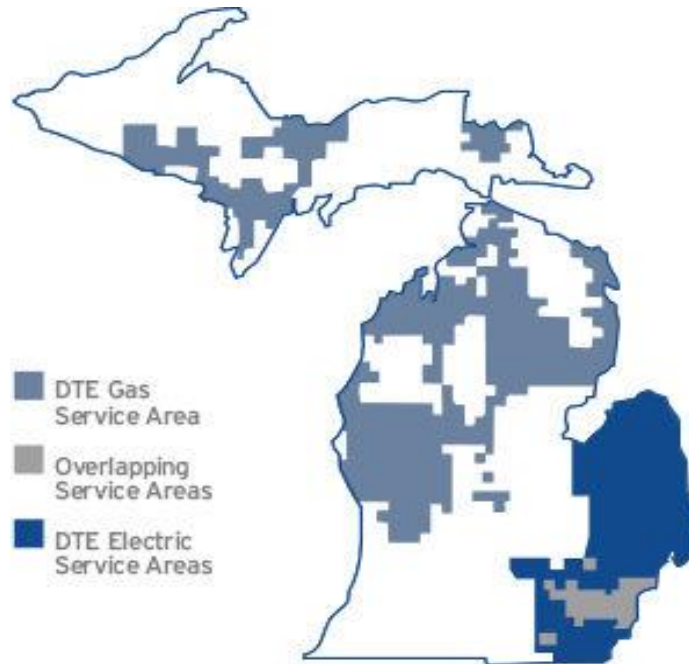 DTE Gas
Service Area
Overlapping
Service Areas
DTE Electric
Service Areas